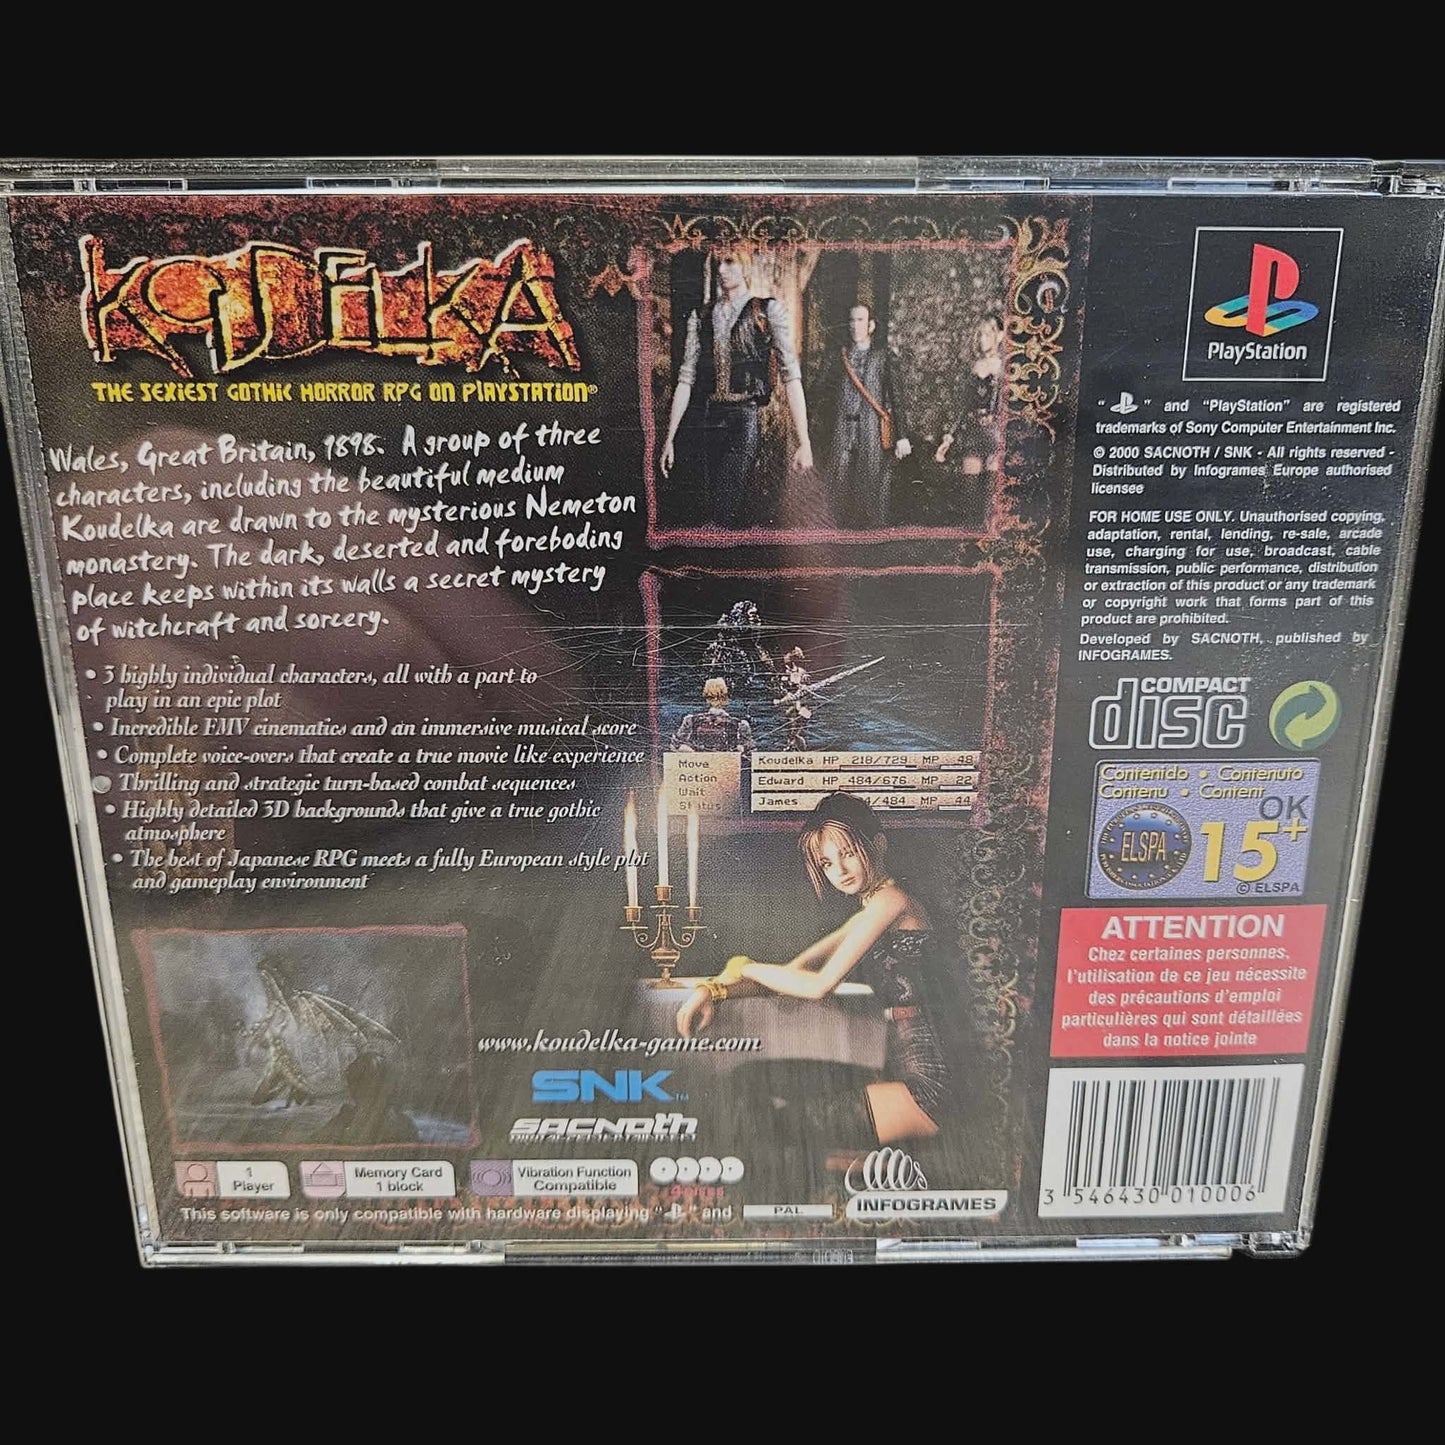 KOUDELKA
THE SEXIEST GOTHIC HORROR RPG ON PLAYSTATION®
Wales, Great Britain, 1898. A group of three
characters, including the beautiful medium
Koudelka are drawn to the mysterious Nemeton
monastery. The dark, deserted and foreboding
place keeps within its walls a secret mystery
of witchcraft and sorcery.
• 3 highly individual characters, all with a part to
play in an epic plot
• Incredible FMV cinematics and an immersive musical score
• Complete voice-overs that create a true movie like experience
• Thrilling and strategic turn-based combat sequences
• Highly detailed 3D backgrounds that give a true gothic
atmosphere
• The best of Japanese RPG meets a fully European style plot
and gameplay environment
Move
Action
Wait
Status
Koudelka HP 218/729 MP 48
Edward HP 484/676 MP 22
James 4/484 MP 44
www.koudelka-game.com
SNK™
SACNOTH
1
Player
Memory Card
1 block
Vibration Function
Compatible
INFOGRAMES
This software is only compatible with hardware displaying " " and PAL
PlayStation
" " and "PlayStation" are registered
trademarks of Sony Computer Entertainment Inc.
© 2000 SACNOTH / SNK - All rights reserved -
Distributed by Infogrames Europe authorised
licensee
FOR HOME USE ONLY. Unauthorised copying,
adaptation, rental, lending, re-sale, arcade
use, charging for use, broadcast, cable
transmission, public performance, distribution
or extraction of this product or any trademark
or copyright work that forms part of this
product are prohibited.
Developed by SACNOTH, published by
INFOGRAMES.
COMPACT
disc
Contenido • Contenuto
Contenu • Content
OK
ELSPA
15+
© ELSPA
ATTENTION
Chez certaines personnes,
l'utilisation de ce jeu nécessite
des précautions d'emploi
particulières qui sont détaillées
dans la notice jointe
3 546430 010006